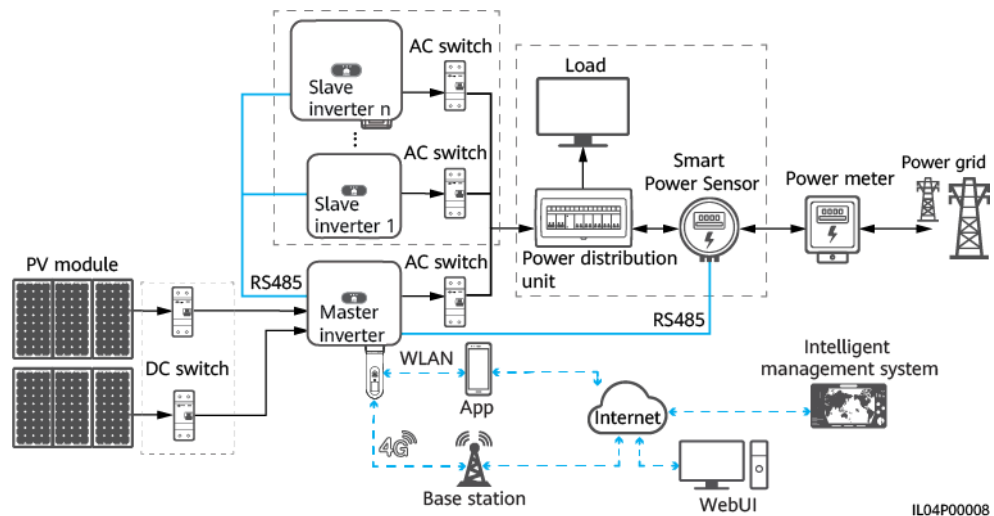 AC switch
Slave
inverter n
Load
AC switch
Slave
inverter 1
Smart
Power Sensor
Power meter
Power grid
Power distribution
unit
PV module
RS485
AC switch
Master
inverter
RS485
DC switch
WLAN
App
Intelligent
management system
Internet
4G
Base station
WebUI
IL04P00008